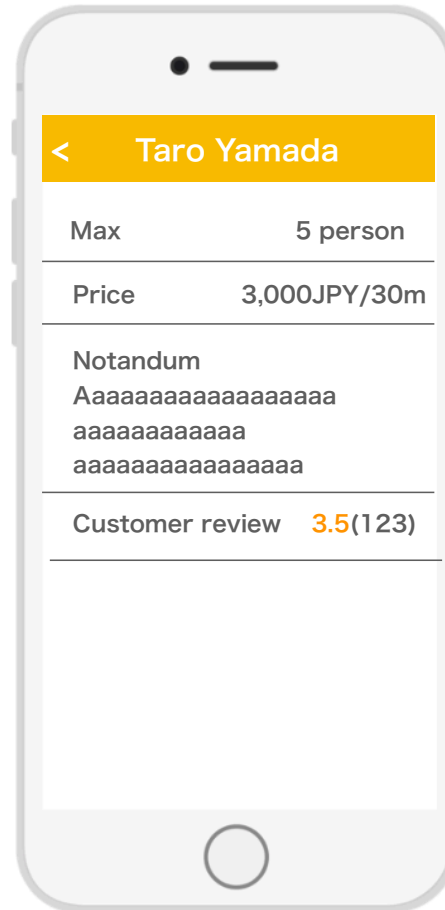 < Taro Yamada
Max 5 person
Price 3,000JPY/30m
Notandum
Aaaaaaaaaaaaaaaaaa
aaaaaaaaaaaa
aaaaaaaaaaaaaaaa
Customer review 3.5(123)